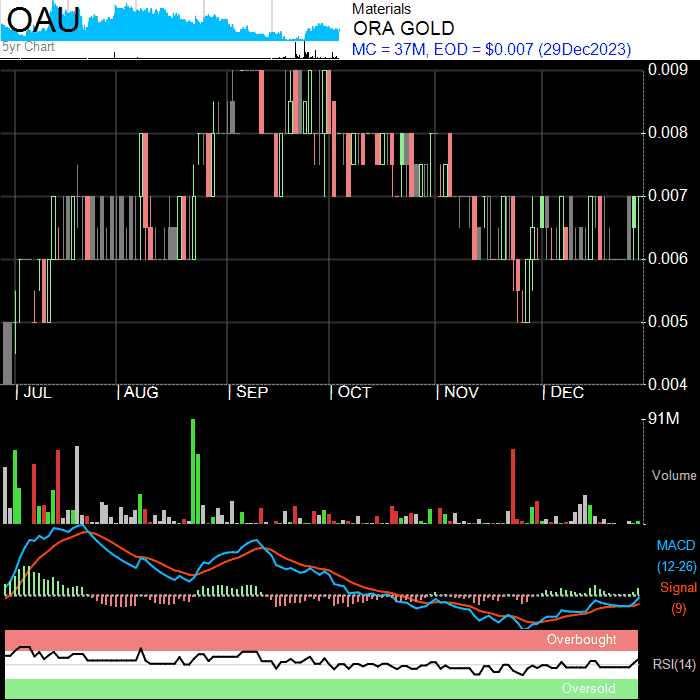 OAU
5yr Chart
Materials
ORA GOLD
MC = 37M, EOD = $0.007 (29Dec2023)
0.009
0.008
0.007
0.006
0.005
0.004
JUL AUG SEP OCT NOV DEC
91M
Volume
MACD
(12-26)
Signal
(9)
Overbought
RSI(14)
Oversold